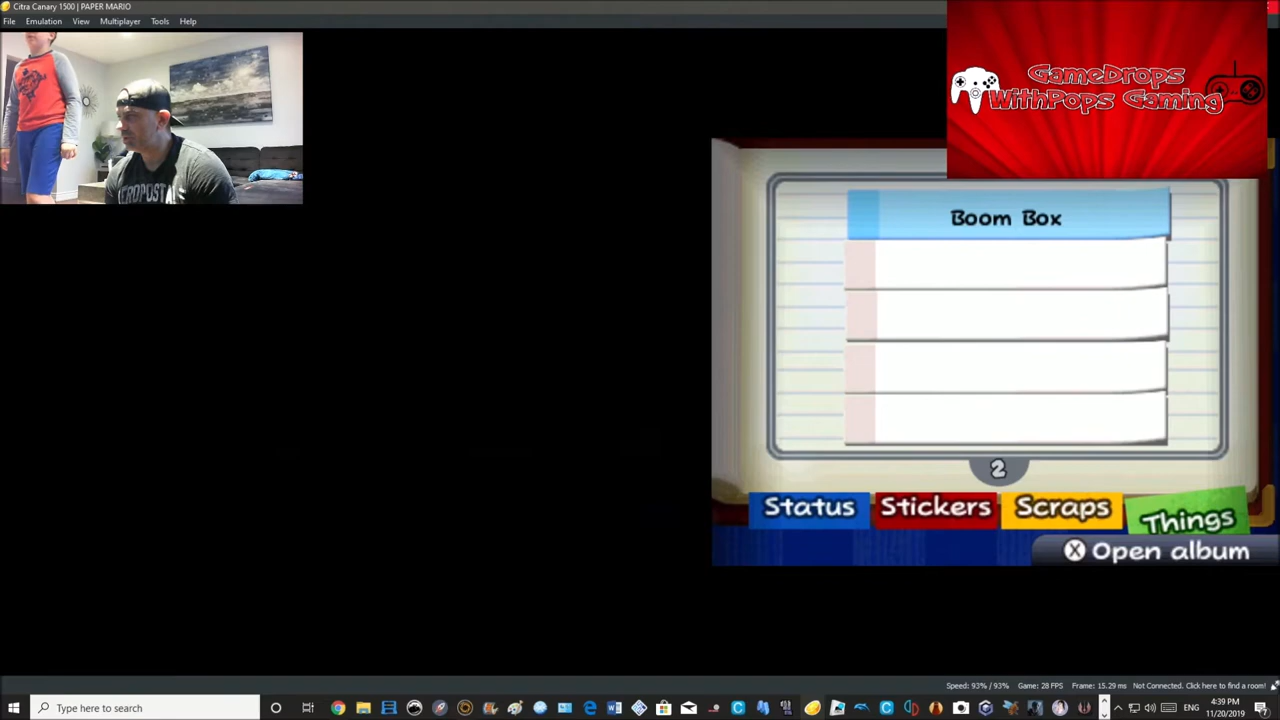 Citra Canary 1500 | PAPER MARIO
File Emulation View Multiplayer Tools Help
GameDrops
WithPops Gaming
AEROPOSTA
Boom Box
2
Status Stickers Scraps Things
X Open album
Speed: 93% / 93% Game: 28 FPS Frame: 15.29 ms Not Connected. Click here to find a room!
Type here to search
ENG
4:39 PM
11/20/2019